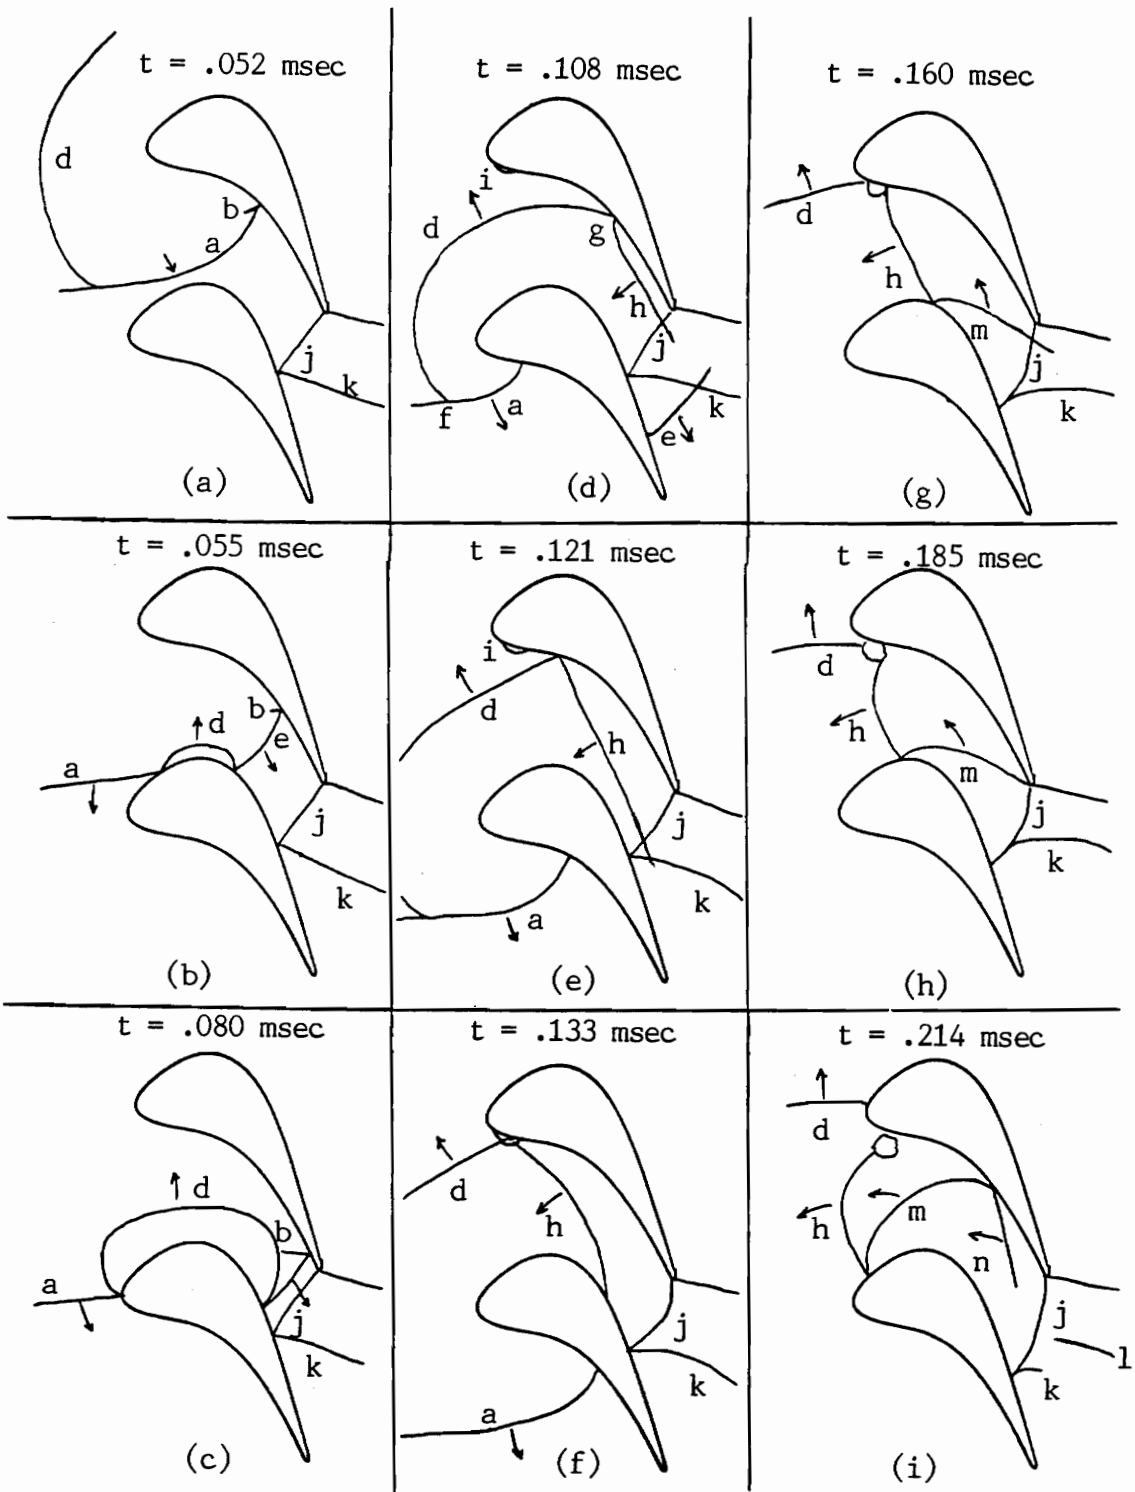 t = .052 msec
d
b
a
j
k
(a)
t = .055 msec
d
b
e
a
j
k
(b)
t = .080 msec
d
b
a
j
k
(c)
t = .108 msec
i
d
g
h
j
a
f
k
e
(d)
t = .121 msec
i
d
h
j
k
a
(e)
t = .133 msec
d
h
j
k
a
(f)
t = .160 msec
d
h
m
j
k
(g)
t = .185 msec
d
h
m
j
k
(h)
t = .214 msec
d
m
h
n
j
l
k
(i)